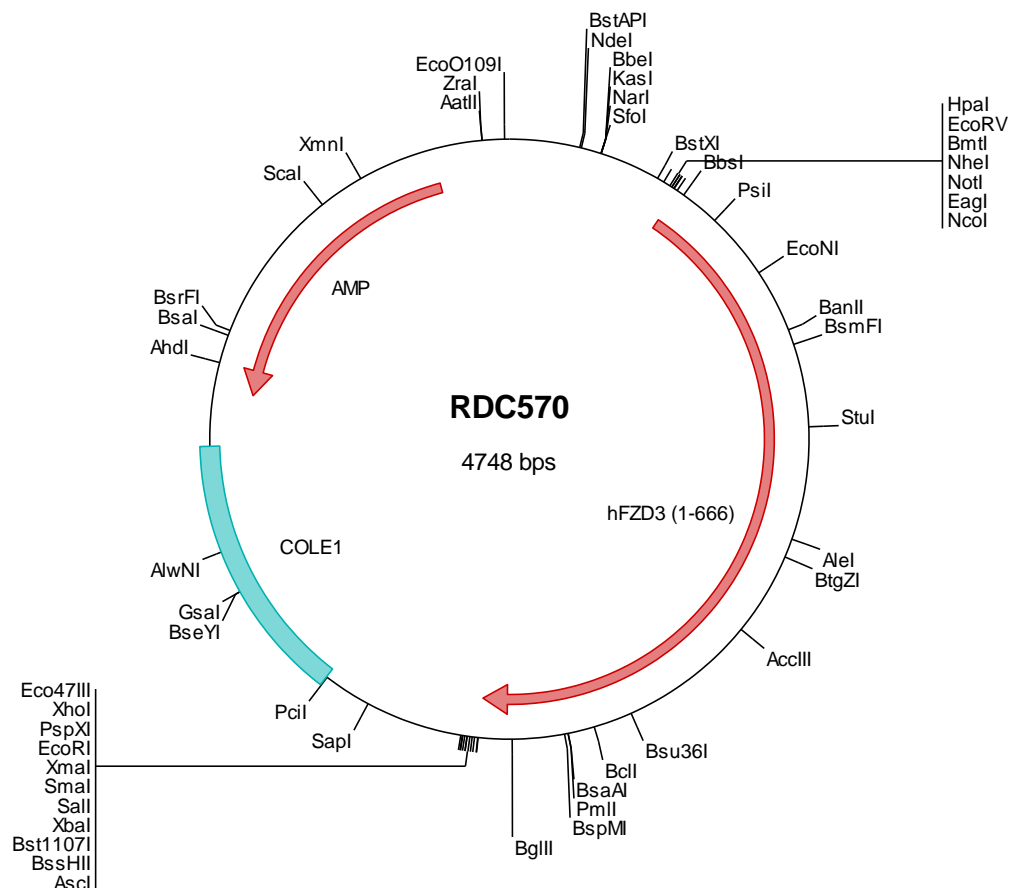 BstAPI
NdeI
BbeI
KasI
NarI
SfoI
EcoO109I
ZraI
AatII
XmnI
ScaI
BstXI
BbsI
PsiI
HpaI
EcoRV
BmtI
NheI
NotI
EagI
NcoI
EcoNI
BanII
BsmFI
StuI
AMP
BsrFI
BsaI
AhdI
RDC570
4748 bps
hFZD3 (1-666)
COLE1
AleI
BtgZI
AccIII
AlwNI
GsaI
BseYI
PciI
SapI
Bsu36I
BclI
BsaAI
PmlI
BspMI
BglII
Eco47III
XhoI
PspXI
EcoRI
XmaI
SmaI
SalI
XbaI
Bst1107I
BssHII
AscI